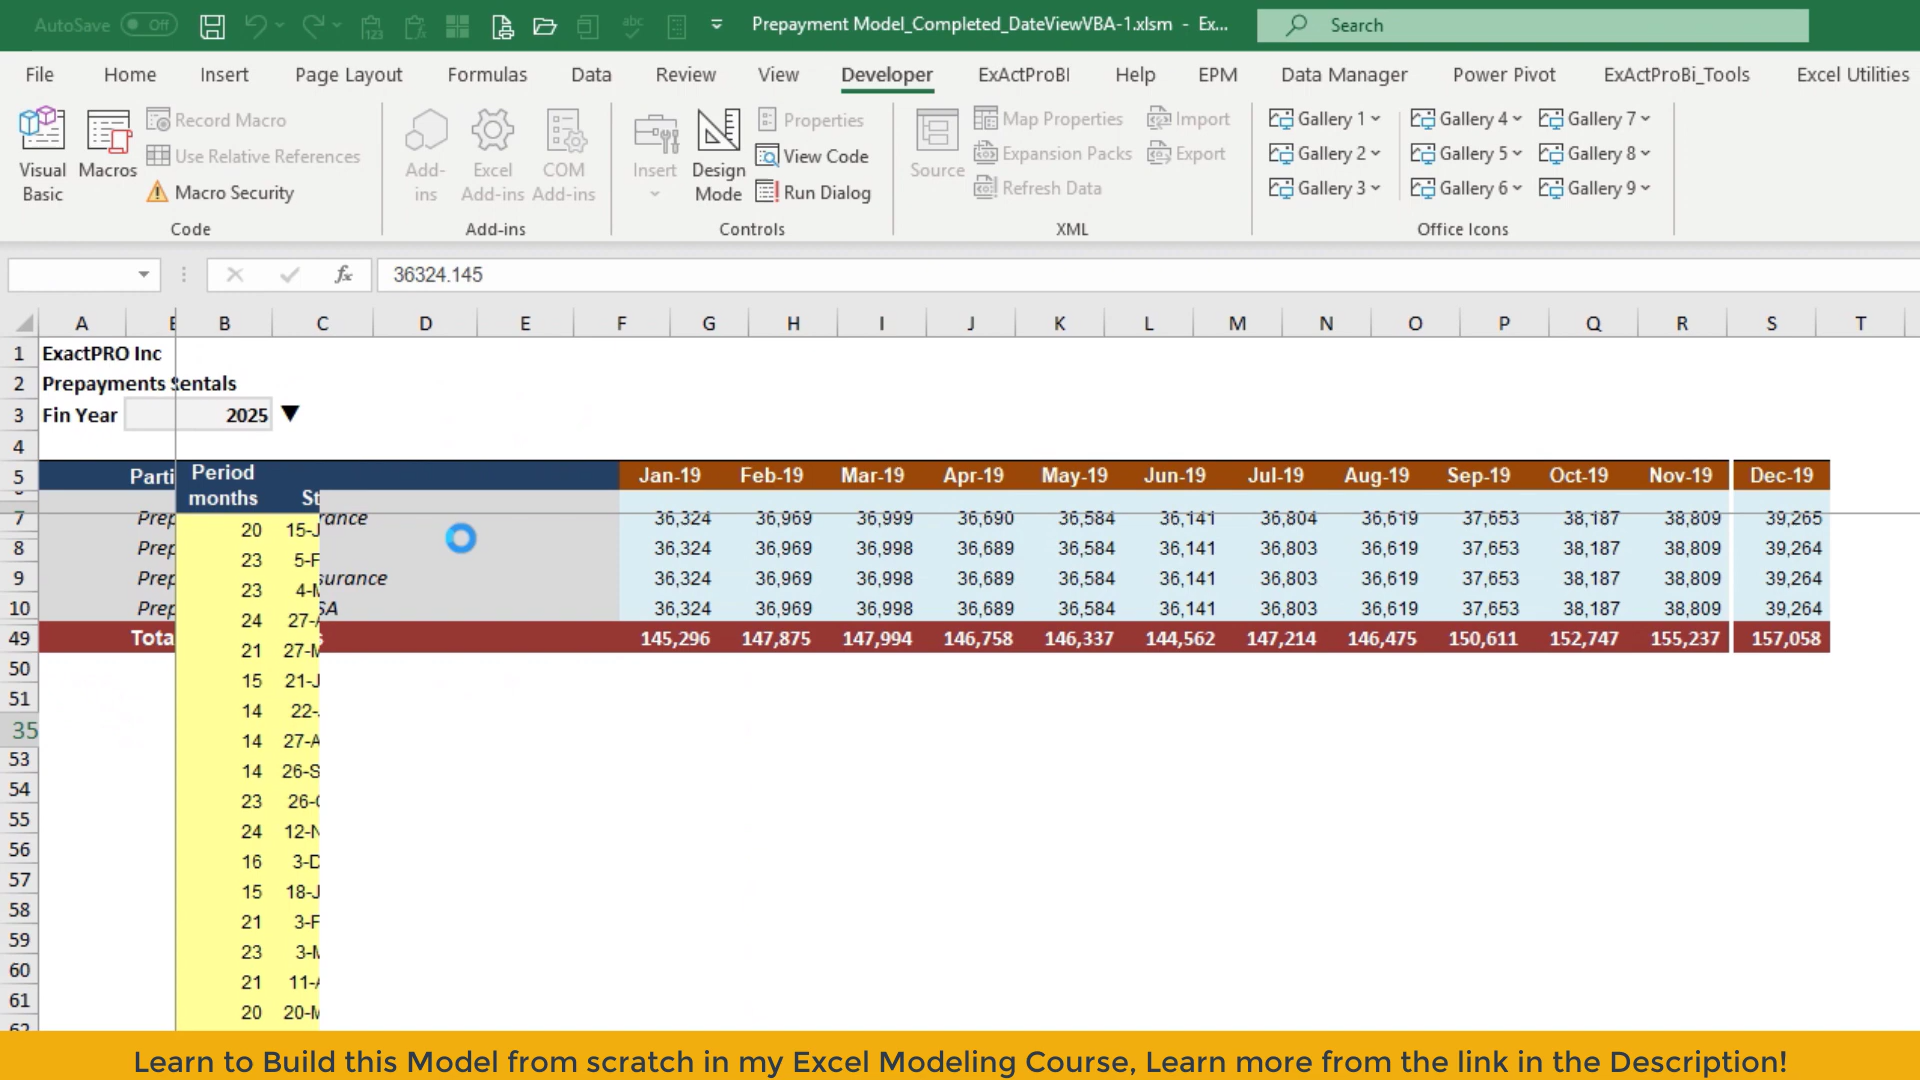 AutoSave Off Prepayment Model_Completed_DateViewVBA-1.xlsm - Ex... Search
File Home Insert Page Layout Formulas Data Review View Developer ExActProBI Help EPM Data Manager Power Pivot ExActProBi_Tools Excel Utilities
Visual Basic
Macros
Record Macro
Use Relative References
Macro Security
Code
Add-ins
Excel Add-ins
COM Add-ins
Add-ins
Insert
Design Mode
Properties
View Code
Run Dialog
Controls
Source
Map Properties
Expansion Packs
Refresh Data
Import
Export
XML
Gallery 1
Gallery 2
Gallery 3
Gallery 4
Gallery 5
Gallery 6
Gallery 7
Gallery 8
Gallery 9
Office Icons
fx 36324.145
A B C D E F G H I J K L M N O P Q R S T
1 ExactPRO Inc
2 Prepayments Rentals
3 Fin Year 2025 ▼
4
5 Parti Period months St Jan-19 Feb-19 Mar-19 Apr-19 May-19 Jun-19 Jul-19 Aug-19 Sep-19 Oct-19 Nov-19 Dec-19
7 Prep rance 36,324 36,969 36,999 36,690 36,584 36,141 36,804 36,619 37,653 38,187 38,809 39,265
8 Prep 36,324 36,969 36,998 36,689 36,584 36,141 36,803 36,619 37,653 38,187 38,809 39,264
9 Prep surance 36,324 36,969 36,998 36,689 36,584 36,141 36,803 36,619 37,653 38,187 38,809 39,264
10 Prep SA 36,324 36,969 36,998 36,689 36,584 36,141 36,803 36,619 37,653 38,187 38,809 39,264
49 Tota s 145,296 147,875 147,994 146,758 146,337 144,562 147,214 146,475 150,611 152,747 155,237 157,058
50
51
35
53
54
55
56
57
58
59
60
61
62
20 15-J
23 5-F
23 4-M
24 27-A
21 27-M
15 21-J
14 22-
14 27-A
14 26-S
23 26-O
24 12-N
16 3-D
15 18-J
21 3-F
23 3-M
21 11-A
20 20-M
Learn to Build this Model from scratch in my Excel Modeling Course, Learn more from the link in the Description!